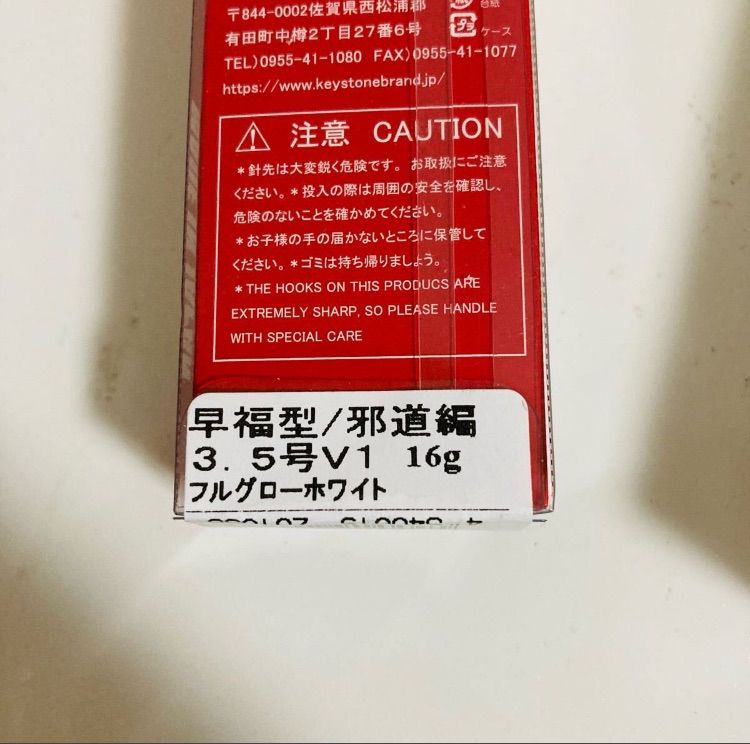 〒844-0002佐賀県西松浦郡
有田町中樽2丁目27番6号
TEL)0955-41-1080 FAX)0955-41-1077
https://www.keystonebrand.jp/
台紙
プラ ケース
注意 CAUTION
*針先は大変鋭く危険です。お取扱にご注意
ください。*投入の際は周囲の安全を確認し、
危険のないことを確かめてください。
*お子様の手の届かないところに保管して
ください。*ゴミは持ち帰りましょう。
*THE HOOKS ON THIS PRODUCS ARE
EXTREMELY SHARP, SO PLEASE HANDLE
WITH SPECIAL CARE
早福型/邪道編
3.5号V1 16g
フルグローホワイト